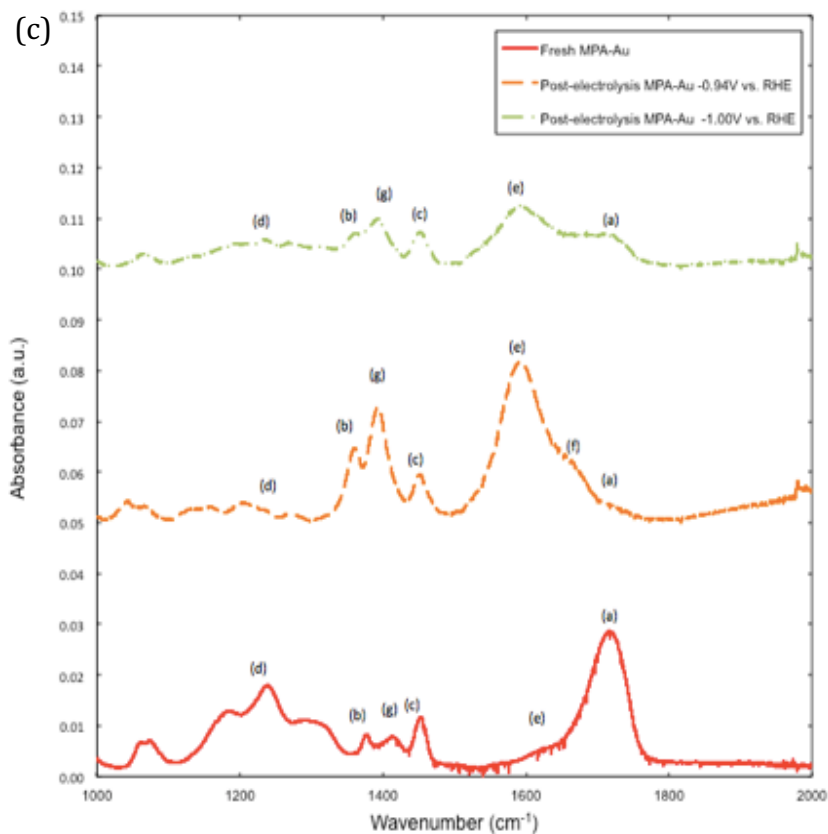 (c)
0.15
0.14
0.13
0.12
0.11
0.10
0.09
0.08
0.07
0.06
0.05
0.04
0.03
0.02
0.01
0.00
Absorbance (a.u.)
Fresh MPA-Au
Post-electrolysis MPA-Au -0.94V vs. RHE
Post-electrolysis MPA-Au -1.00V vs. RHE
(d) (b) (g) (c) (e) (a)
(d) (b) (g) (c) (e) (f) (a)
(d) (b) (g) (c) (e) (a)
1000 1200 1400 1600 1800 2000
Wavenumber (cm-1)